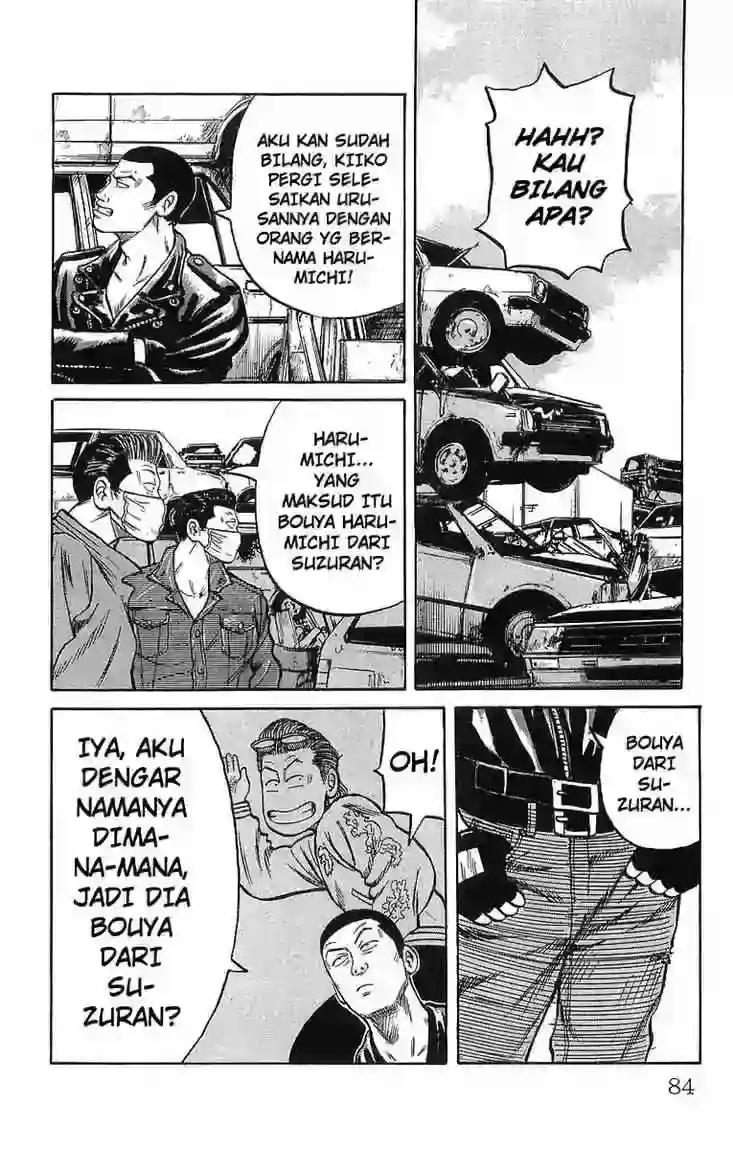 HAHH?
KAU
BILANG
APA?
AKU KAN SUDAH
BILANG, KIIKO
PERGI SELE-
SAIKAN URU-
SANNYA DENGAN
ORANG YG BER-
NAMA HARU-
MICHI!
HARU-
MICHI...
YANG
MAKSUD ITU
BOUYA HARU-
MICHI DARI
SUZURAN?
BOUYA
DARI
SU-
ZURAN...
OH!
IYA, AKU
DENGAR
NAMANYA
DIMA-
NA-MANA,
JADI DIA
BOUYA
DARI
SU-
ZURAN?
84